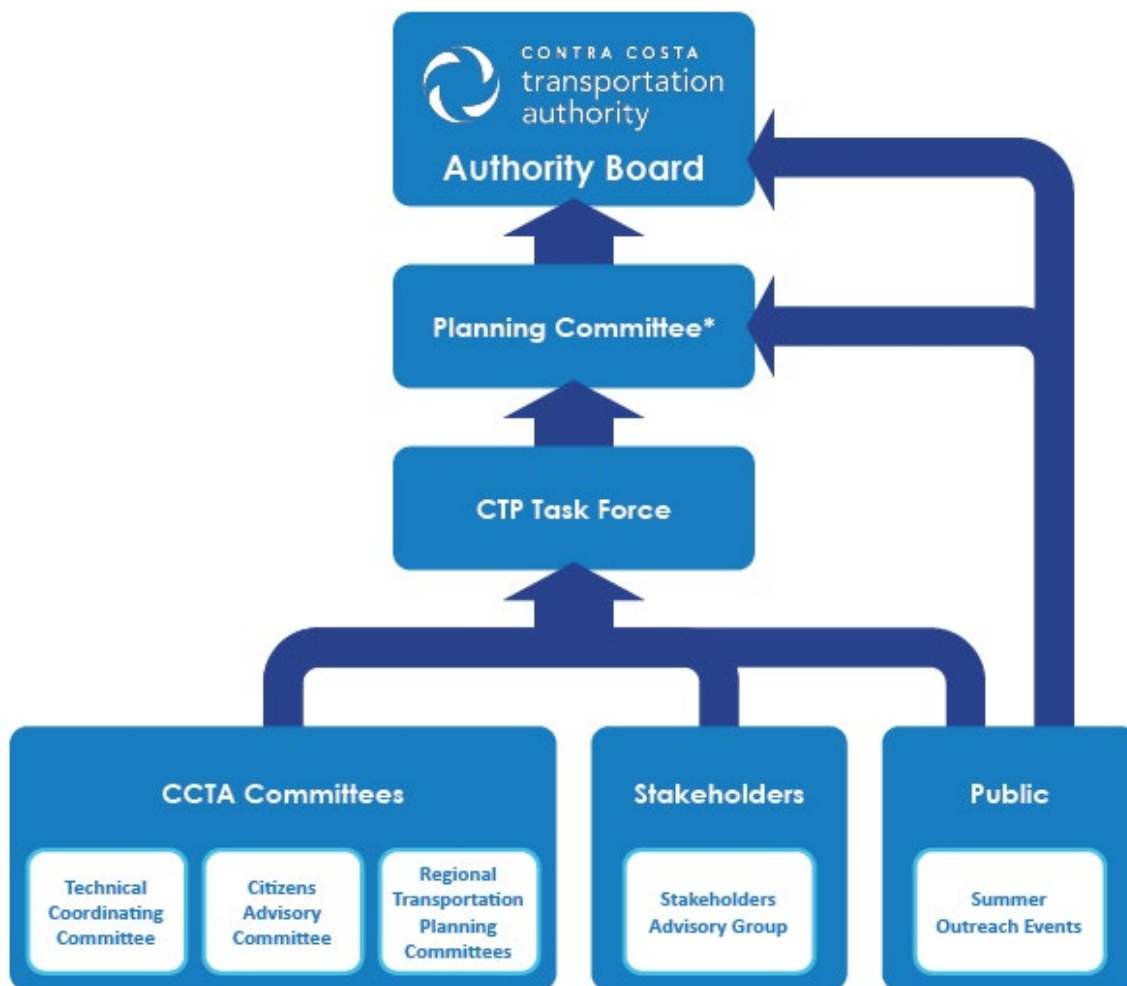 CONTRA COSTA
transportation
authority
Authority Board
Planning Committee*
CTP Task Force
CCTA Committees
Technical
Coordinating
Committee
Citizens
Advisory
Committee
Regional
Transportation
Planning
Committees
Stakeholders
Stakeholders
Advisory Group
Public
Summer
Outreach Events